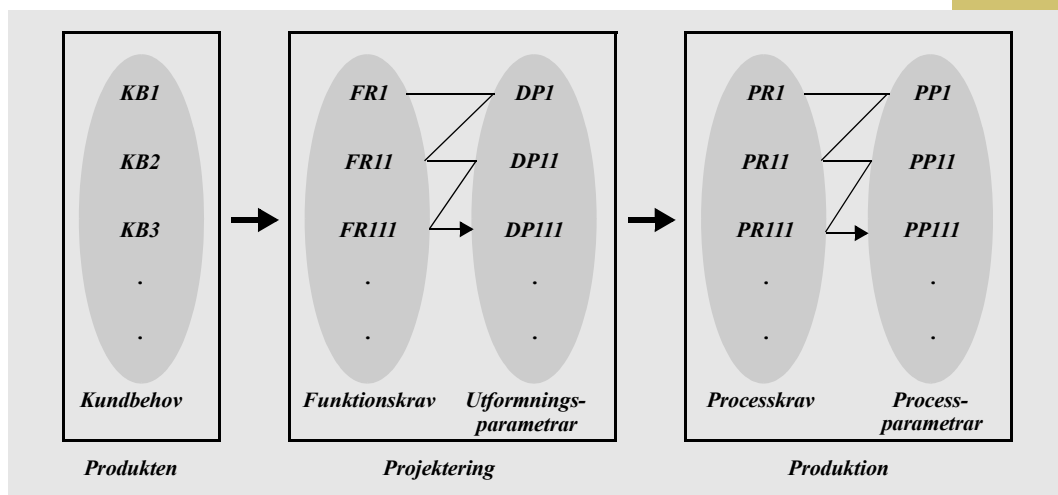 KB1
KB2
KB3
.
.
Kundbehov
Produkten
FR1
FR11
FR111
.
.
Funktionskrav
DP1
DP11
DP111
.
.
Utformnings-
parametrar
Projektering
PR1
PR11
PR111
.
.
Processkrav
PP1
PP11
PP111
.
.
Process-
parametrar
Produktion